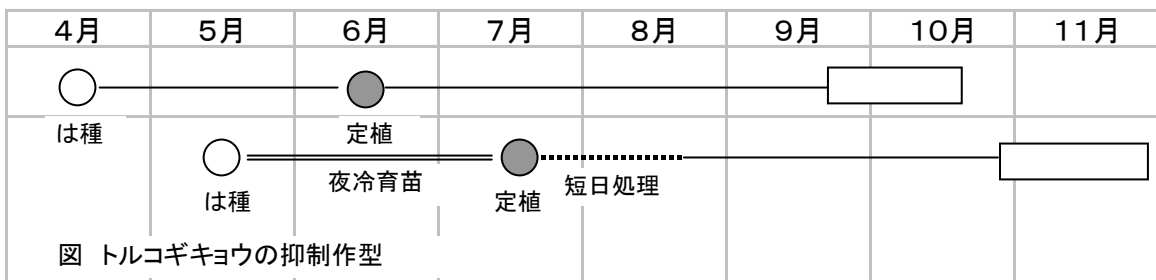 4月 5月 6月 7月 8月 9月 10月 11月
は種 定植
は種 夜冷育苗 定植 短日処理
図 トルコギキョウの抑制作型